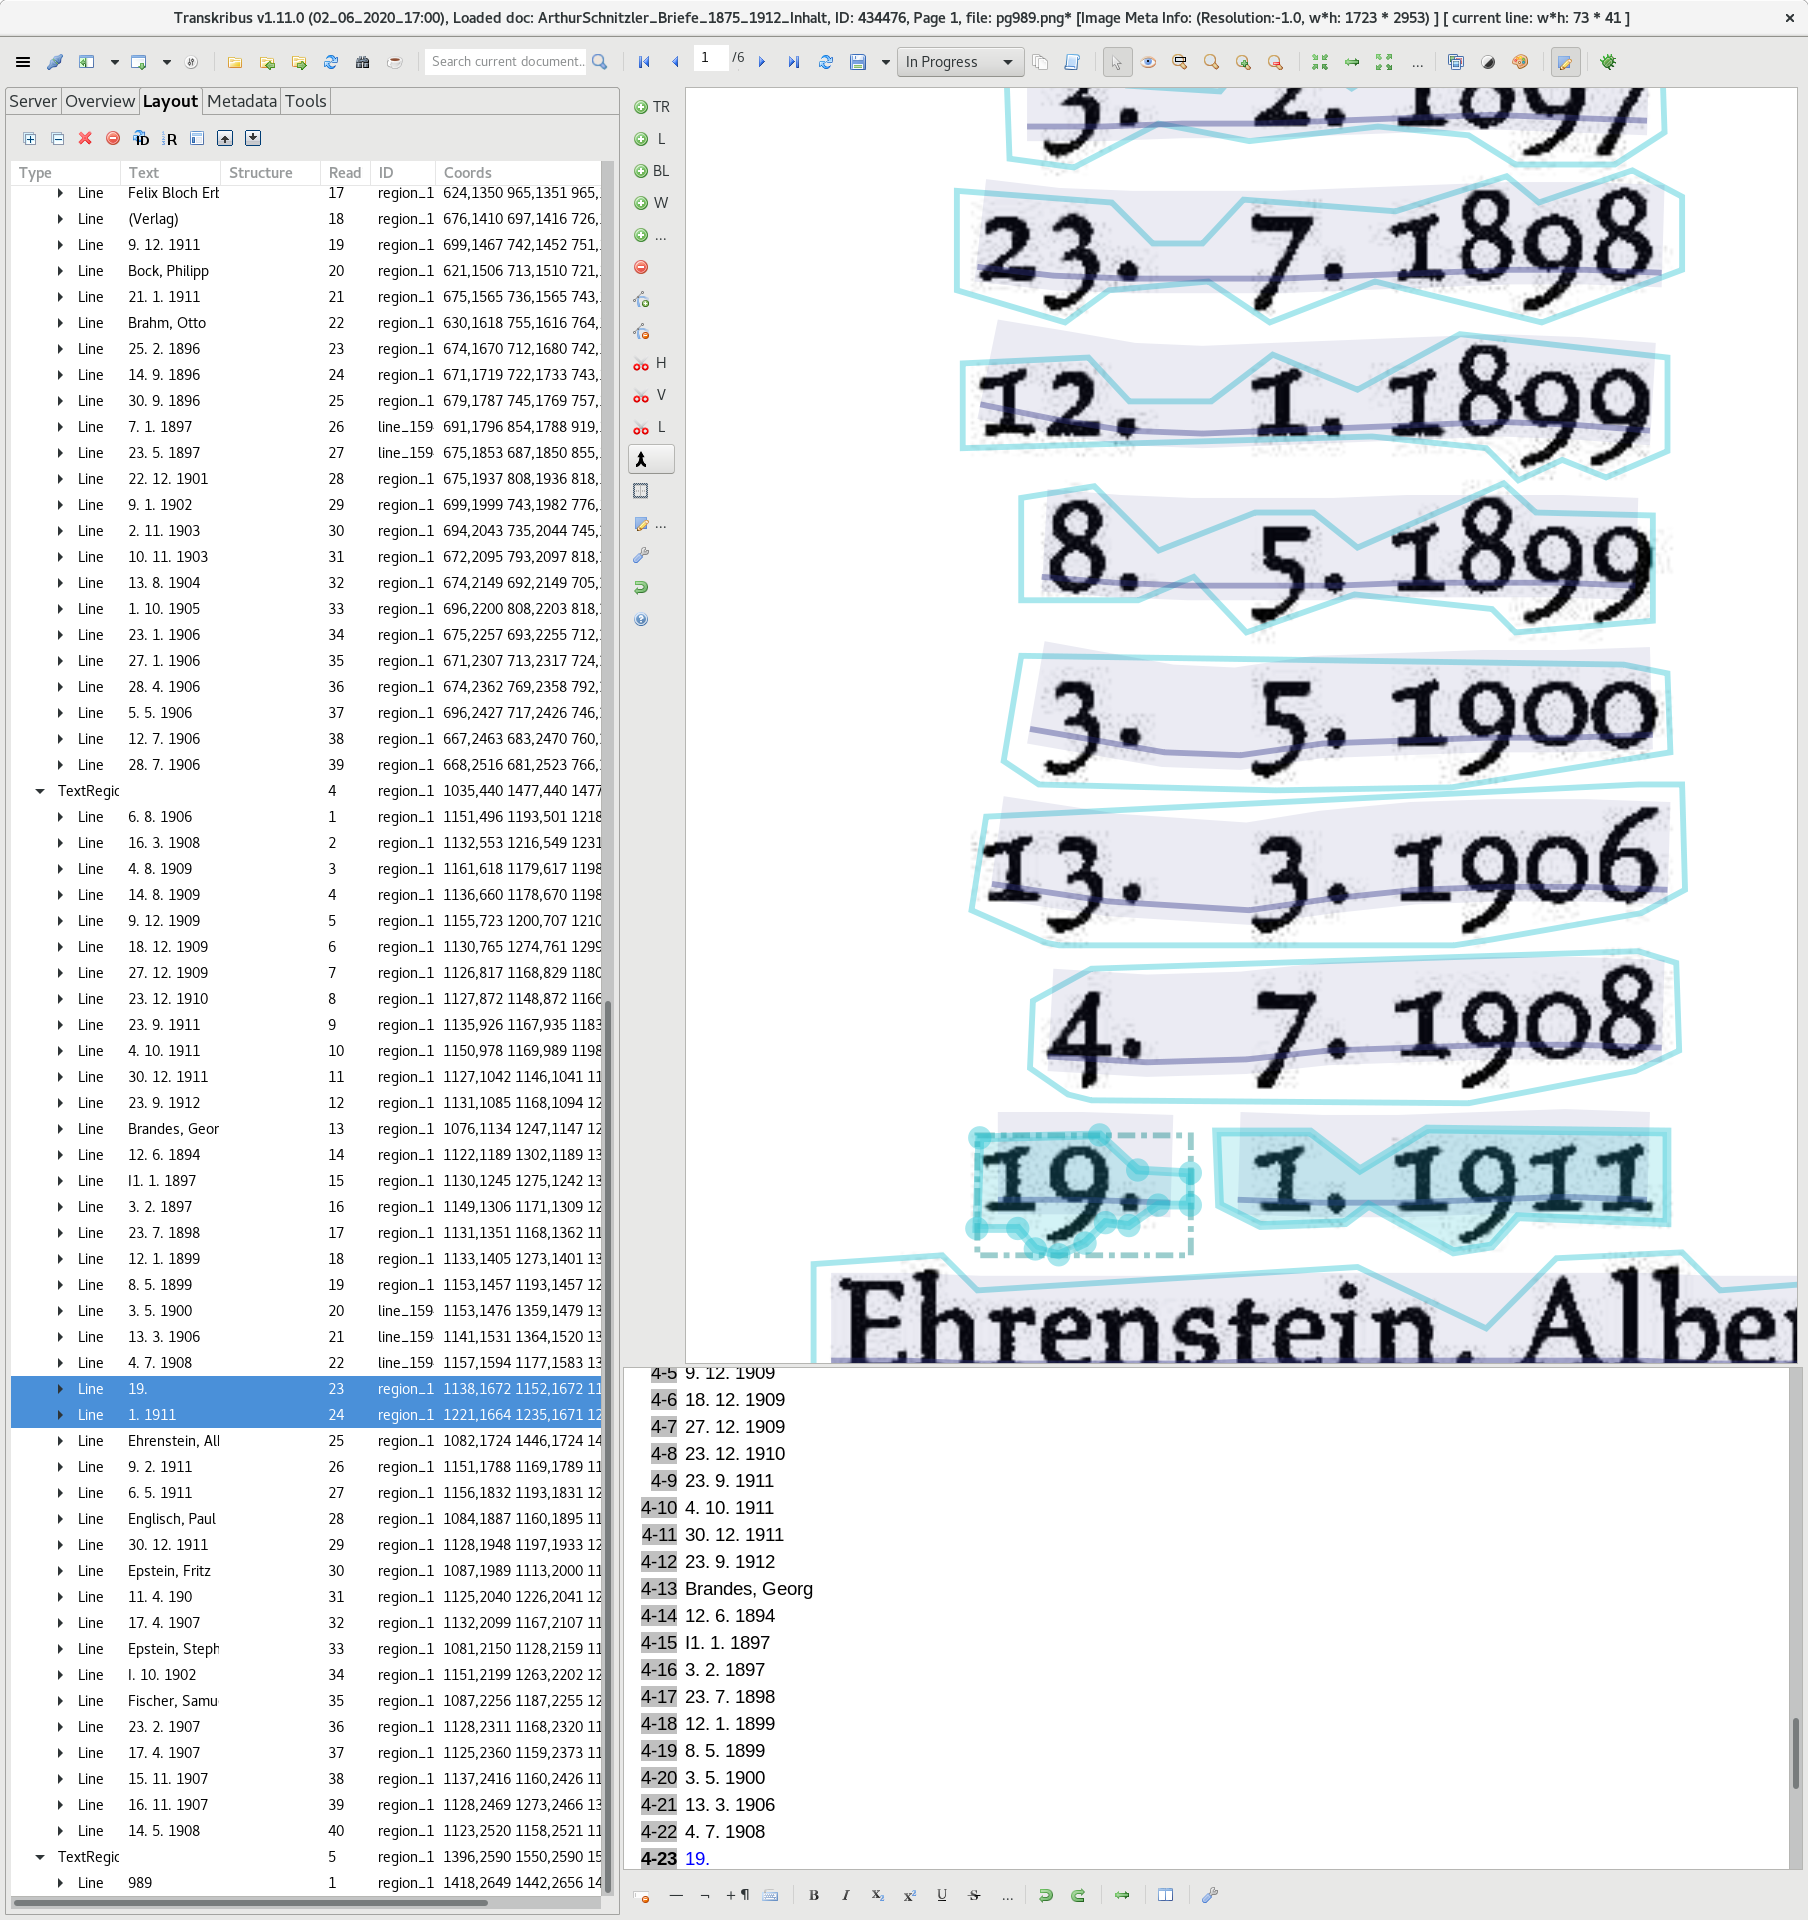 Transkribus v1.11.0 (02_06_2020_17:00), Loaded doc: ArthurSchnitzler_Briefe_1875_1912_Inhalt, ID: 434476, Page 1, file: pg989.png* [Image Meta Info: (Resolution:-1.0, w*h: 1723 * 2953) ] [ current line: w*h: 73 * 41 ]
Search current document... 1 /6 In Progress ...
Server Overview Layout Metadata Tools
Type Text Structure Read ID Coords
Line Felix Bloch Erb 17 region_1 624,1350 965,1351 965,
Line (Verlag) 18 region_1 676,1410 697,1416 726,
Line 9. 12. 1911 19 region_1 699,1467 742,1452 751,
Line Bock, Philipp 20 region_1 621,1506 713,1510 721,
Line 21. 1. 1911 21 region_1 675,1565 736,1565 743,
Line Brahm, Otto 22 region_1 630,1618 755,1616 764,
Line 25. 2. 1896 23 region_1 674,1670 712,1680 742,
Line 14. 9. 1896 24 region_1 671,1719 722,1733 743,
Line 30. 9. 1896 25 region_1 679,1787 745,1769 757,
Line 7. 1. 1897 26 line_159 691,1796 854,1788 919,
Line 23. 5. 1897 27 line_159 675,1853 687,1850 855,
Line 22. 12. 1901 28 region_1 675,1937 808,1936 818,
Line 9. 1. 1902 29 region_1 699,1999 743,1982 776,
Line 2. 11. 1903 30 region_1 694,2043 735,2044 745,
Line 10. 11. 1903 31 region_1 672,2095 793,2097 818,
Line 13. 8. 1904 32 region_1 674,2149 692,2149 705,
Line 1. 10. 1905 33 region_1 696,2200 808,2203 818,
Line 23. 1. 1906 34 region_1 675,2257 693,2255 712,
Line 27. 1. 1906 35 region_1 671,2307 713,2317 724,
Line 28. 4. 1906 36 region_1 674,2362 769,2358 792,
Line 5. 5. 1906 37 region_1 696,2427 717,2426 746,
Line 12. 7. 1906 38 region_1 667,2463 683,2470 760,
Line 28. 7. 1906 39 region_1 668,2516 681,2523 766,
TextRegic 4 region_1 1035,440 1477,440 1477
Line 6. 8. 1906 1 region_1 1151,496 1193,501 1218
Line 16. 3. 1908 2 region_1 1132,553 1216,549 1231
Line 4. 8. 1909 3 region_1 1161,618 1179,617 1198
Line 14. 8. 1909 4 region_1 1136,660 1178,670 1198
Line 9. 12. 1909 5 region_1 1155,723 1200,707 1210
Line 18. 12. 1909 6 region_1 1130,765 1274,761 1299
Line 27. 12. 1909 7 region_1 1126,817 1168,829 1180
Line 23. 12. 1910 8 region_1 1127,872 1148,872 1166
Line 23. 9. 1911 9 region_1 1135,926 1167,935 1183
Line 4. 10. 1911 10 region_1 1150,978 1169,989 1198
Line 30. 12. 1911 11 region_1 1127,1042 1146,1041 11
Line 23. 9. 1912 12 region_1 1131,1085 1168,1094 12
Line Brandes, Geor 13 region_1 1076,1134 1247,1147 12
Line 12. 6. 1894 14 region_1 1122,1189 1302,1189 13
Line I1. 1. 1897 15 region_1 1130,1245 1275,1242 13
Line 3. 2. 1897 16 region_1 1149,1306 1171,1309 12
Line 23. 7. 1898 17 region_1 1131,1351 1168,1362 11
Line 12. 1. 1899 18 region_1 1133,1405 1273,1401 13
Line 8. 5. 1899 19 region_1 1153,1457 1193,1457 12
Line 3. 5. 1900 20 line_159 1153,1476 1359,1479 13
Line 13. 3. 1906 21 line_159 1141,1531 1364,1520 13
Line 4. 7. 1908 22 line_159 1157,1594 1177,1583 13
Line 19. 23 region_1 1138,1672 1152,1672 11
Line 1. 1911 24 region_1 1221,1664 1235,1671 12
Line Ehrenstein, All 25 region_1 1082,1724 1446,1724 14
Line 9. 2. 1911 26 region_1 1151,1788 1169,1789 11
Line 6. 5. 1911 27 region_1 1156,1832 1193,1831 12
Line Englisch, Paul 28 region_1 1084,1887 1160,1895 11
Line 30. 12. 1911 29 region_1 1128,1948 1197,1933 12
Line Epstein, Fritz 30 region_1 1087,1989 1113,2000 11
Line 11. 4. 190 31 region_1 1125,2040 1226,2041 12
Line 17. 4. 1907 32 region_1 1132,2099 1167,2107 11
Line Epstein, Steph 33 region_1 1081,2150 1128,2159 11
Line I. 10. 1902 34 region_1 1151,2199 1263,2202 12
Line Fischer, Samu 35 region_1 1087,2256 1187,2255 12
Line 23. 2. 1907 36 region_1 1128,2311 1168,2320 11
Line 17. 4. 1907 37 region_1 1125,2360 1159,2373 11
Line 15. 11. 1907 38 region_1 1137,2416 1160,2426 11
Line 16. 11. 1907 39 region_1 1128,2469 1273,2466 13
Line 14. 5. 1908 40 region_1 1123,2520 1158,2521 11
TextRegic 5 region_1 1396,2590 1550,2590 15
Line 989 1 region_1 1418,2649 1442,2656 14
TR
L
BL
W
...
H
V
L
...
3. 2. 1897
23. 7. 1898
12. 1. 1899
8. 5. 1899
3. 5. 1900
13. 3. 1906
4. 7. 1908
19. 1. 1911
Ehrenstein, Alber
4-5 9. 12. 1909
4-6 18. 12. 1909
4-7 27. 12. 1909
4-8 23. 12. 1910
4-9 23. 9. 1911
4-10 4. 10. 1911
4-11 30. 12. 1911
4-12 23. 9. 1912
4-13 Brandes, Georg
4-14 12. 6. 1894
4-15 I1. 1. 1897
4-16 3. 2. 1897
4-17 23. 7. 1898
4-18 12. 1. 1899
4-19 8. 5. 1899
4-20 3. 5. 1900
4-21 13. 3. 1906
4-22 4. 7. 1908
4-23 19.
— ¬ +¶ B I X₂ x² U S ...